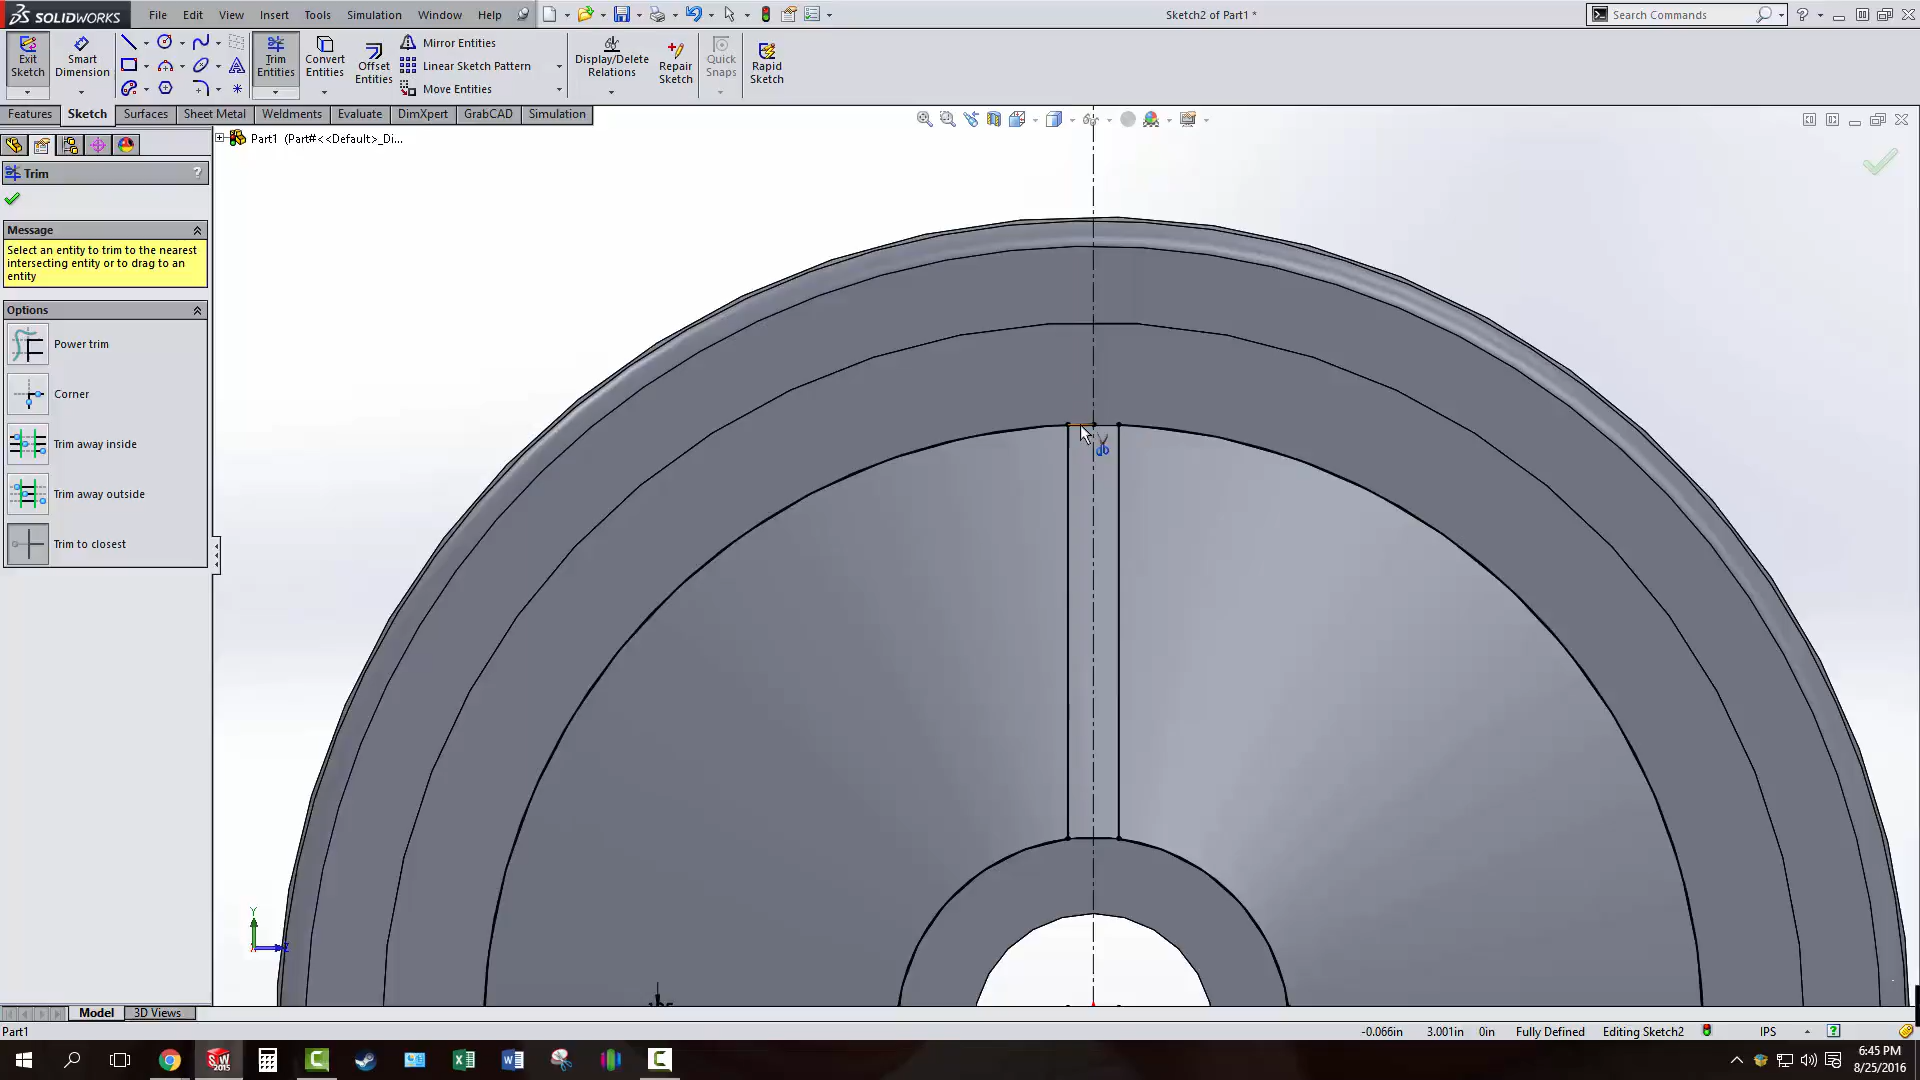 SOLIDWORKS File Edit View Insert Tools Simulation Window Help Sketch2 of Part1 * Search Commands
Exit Sketch
Smart Dimension
Trim Entities
Convert Entities
Offset Entities
Mirror Entities
Linear Sketch Pattern
Move Entities
Display/Delete Relations
Repair Sketch
Quick Snaps
Rapid Sketch
Features Sketch Surfaces Sheet Metal Weldments Evaluate DimXpert GrabCAD Simulation
Part1 (Part#<<Default>_Di...
Trim ?
Message
Select an entity to trim to the nearest
intersecting entity or to drag to an
entity
Options
Power trim
Corner
Trim away inside
Trim away outside
Trim to closest
Y
Model 3D Views
Part1 -0.066in 3.001in 0in Fully Defined Editing Sketch2 IPS
6:45 PM
8/25/2016